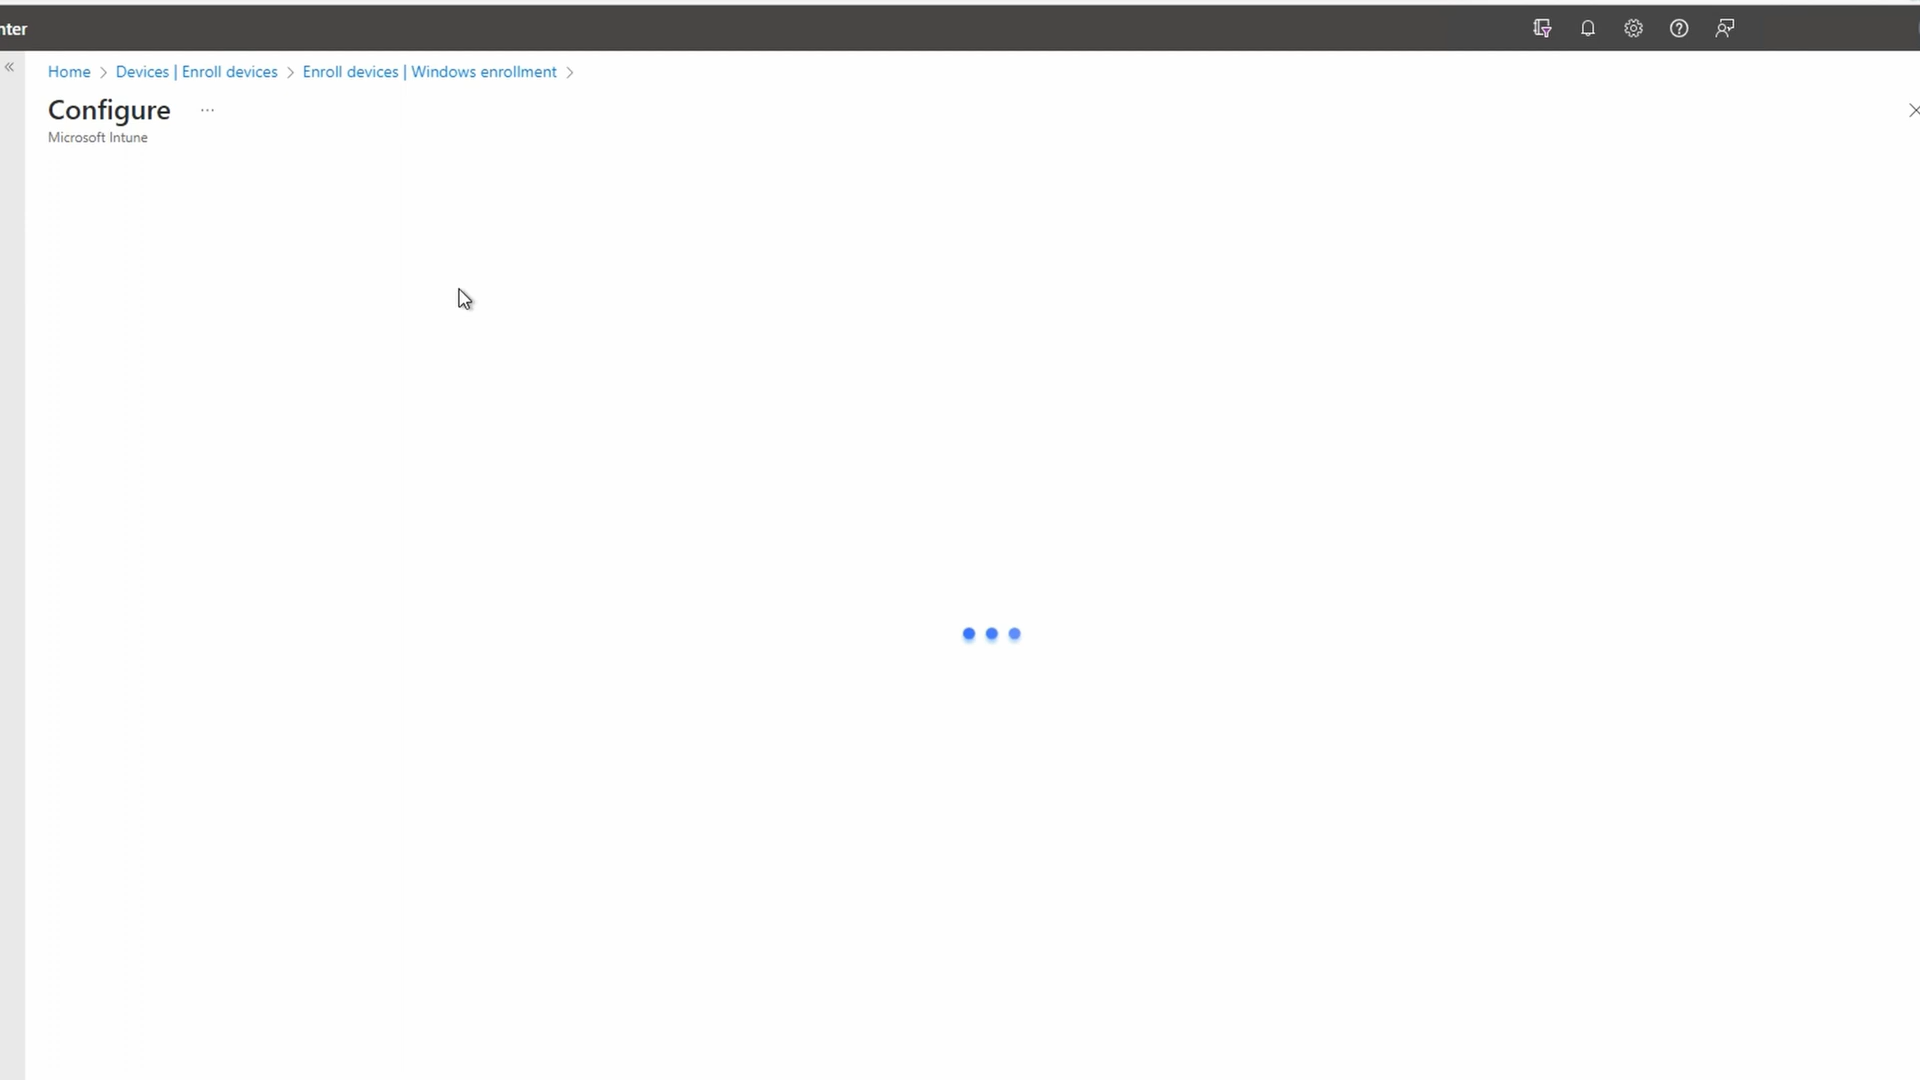 nter
Home > Devices | Enroll devices > Enroll devices | Windows enrollment >
Configure ...
Microsoft Intune